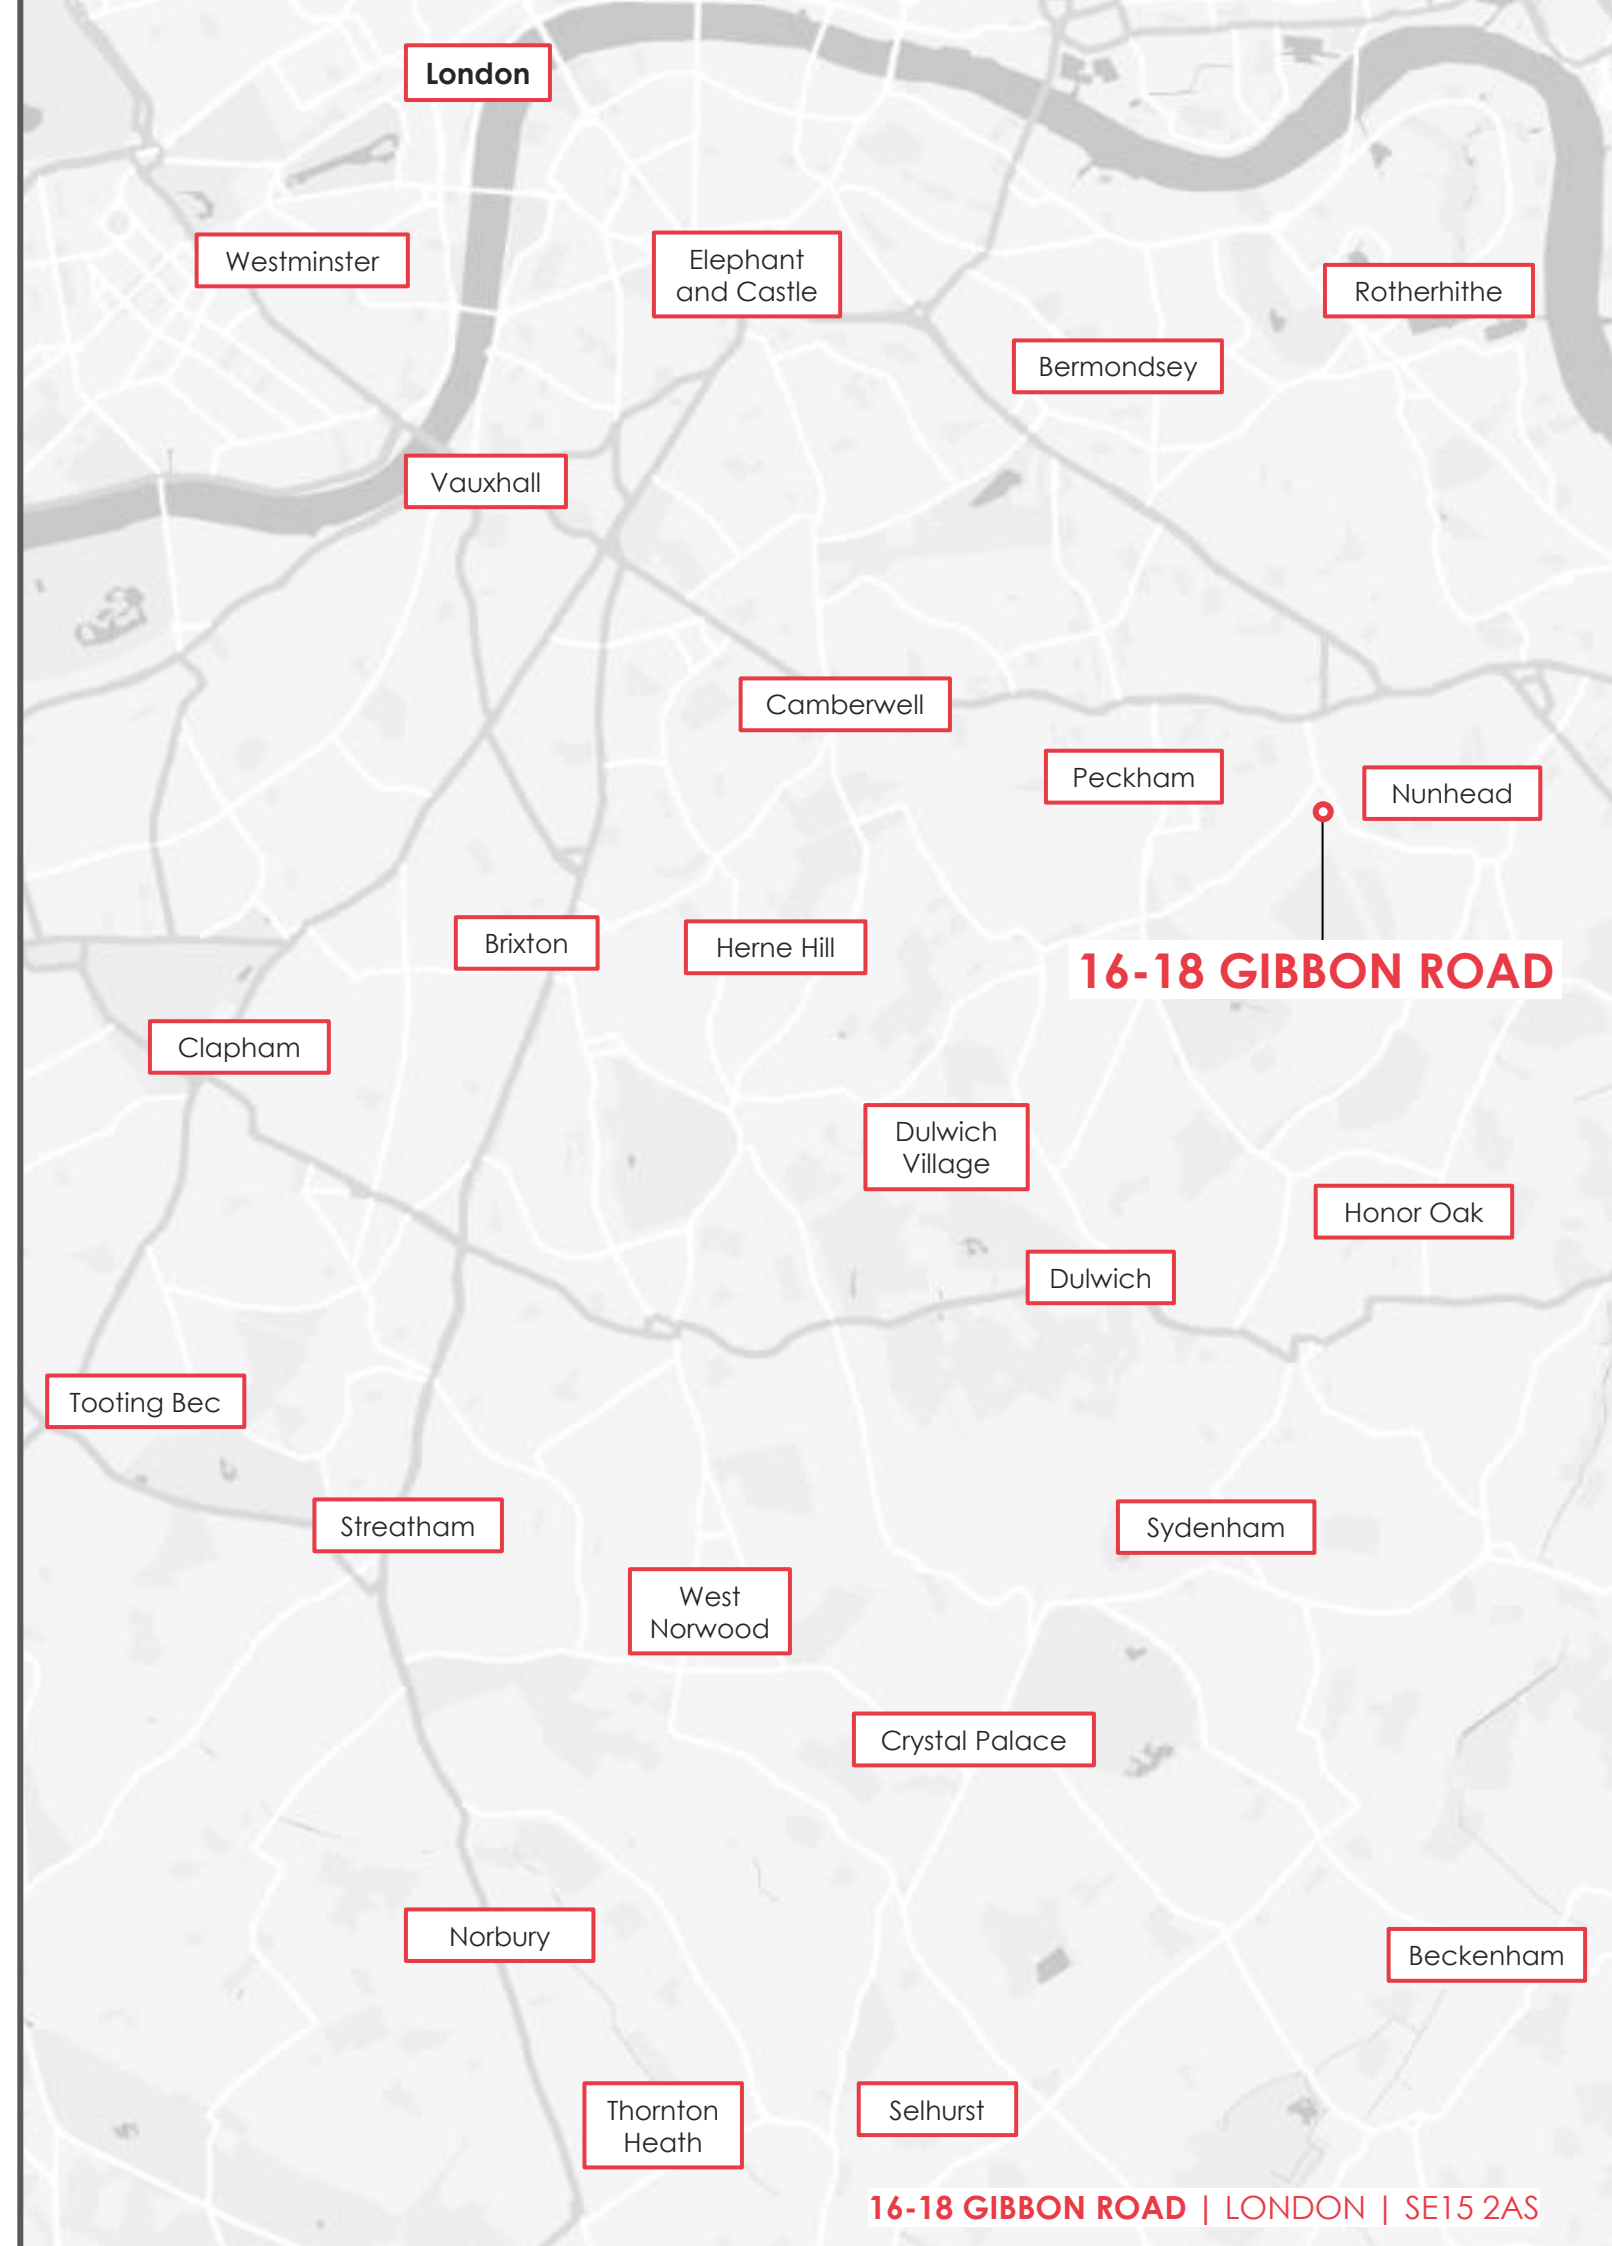 London
Westminster
Elephant
and Castle
Rotherhithe
Bermondsey
Vauxhall
Camberwell
Peckham
Nunhead
Brixton
Herne Hill
16-18 GIBBON ROAD
Clapham
Dulwich
Village
Honor Oak
Dulwich
Tooting Bec
Streatham
Sydenham
West
Norwood
Crystal Palace
Norbury
Beckenham
Thornton
Heath
Selhurst
16-18 GIBBON ROAD | LONDON | SE15 2AS